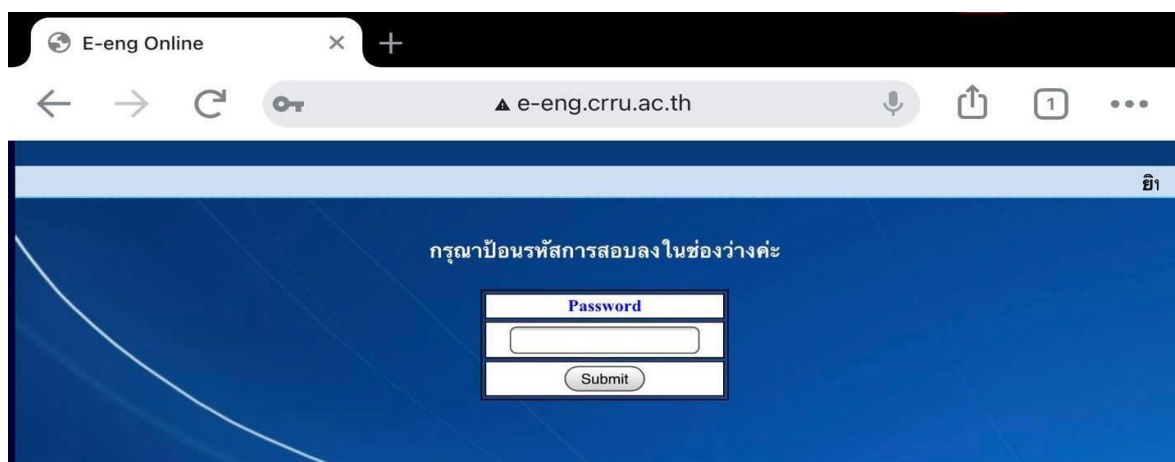 E-eng Online
e-eng.crru.ac.th
1
กรุณาป้อนรหัสการสอบลงในช่องว่างค่ะ
Password
Submit